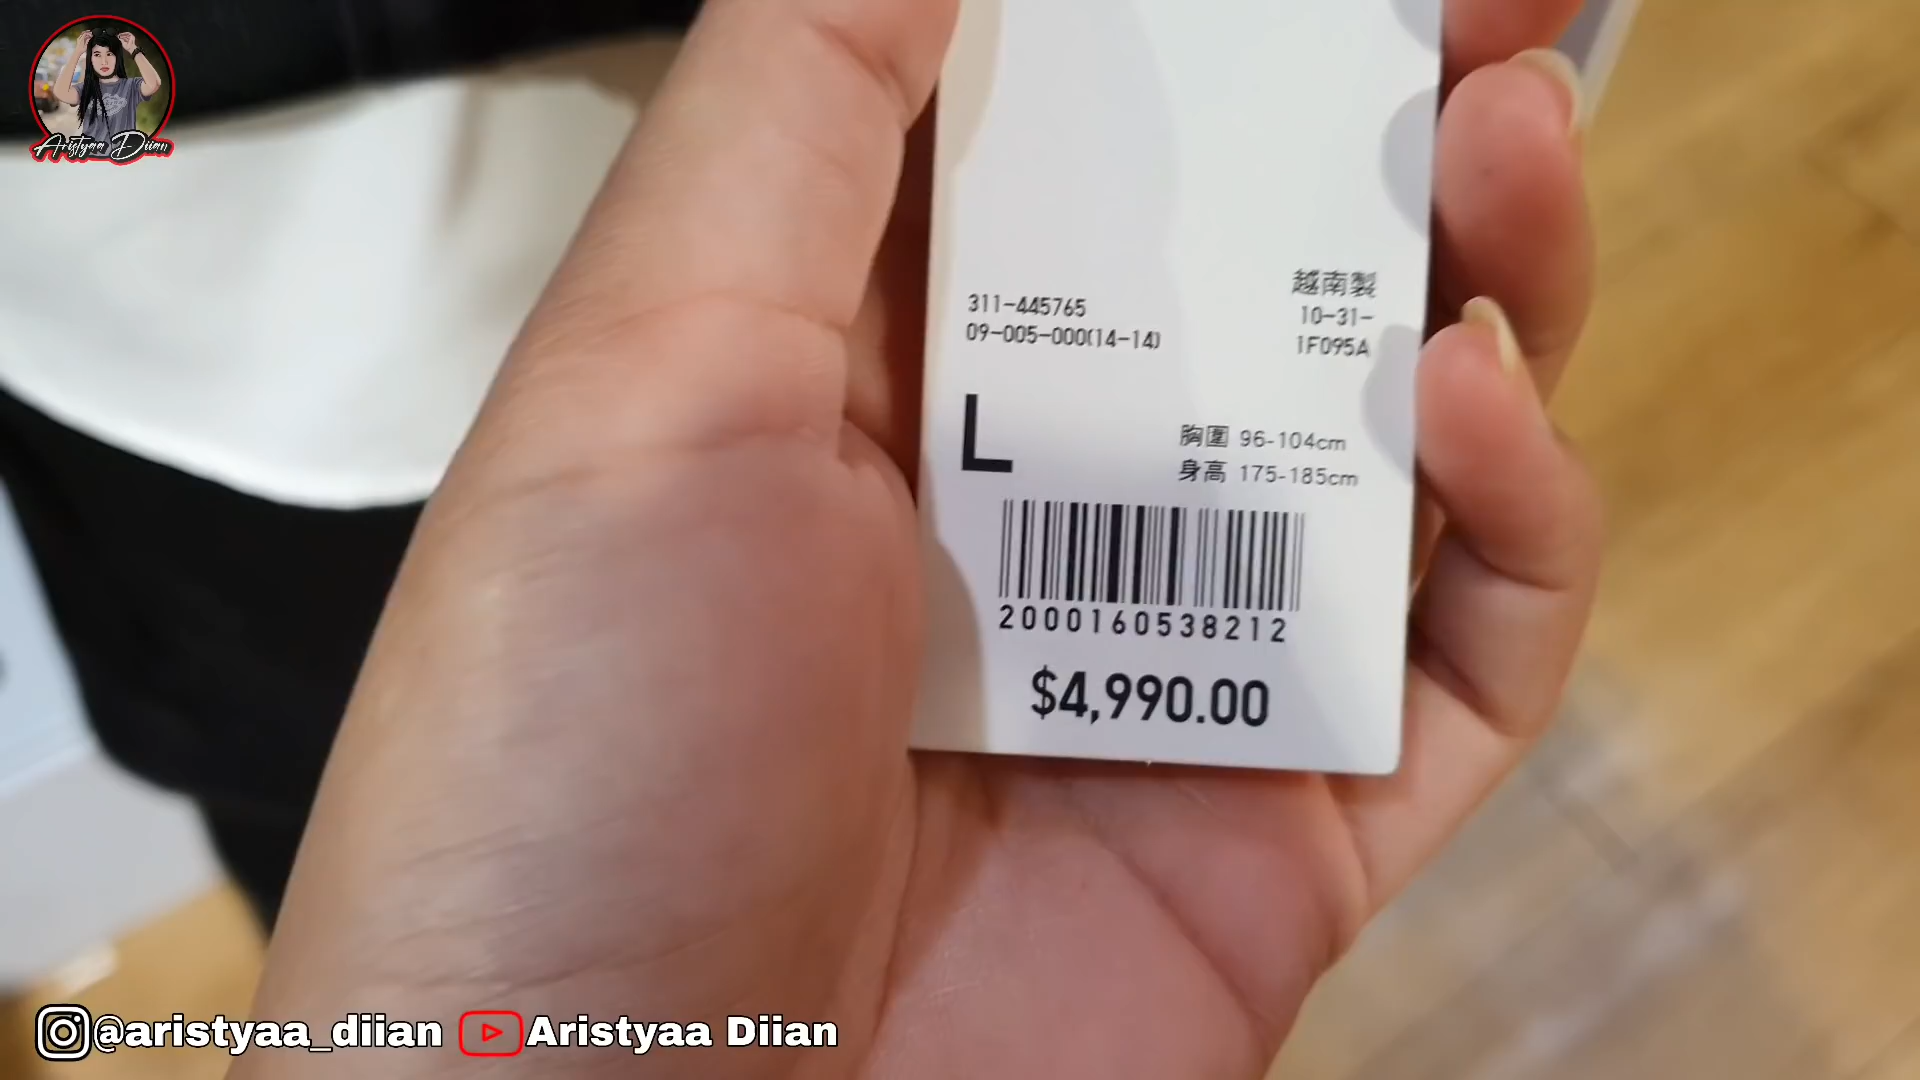 Aristyaa Diian
越南製
311-445765
10-31-
09-005-000(14-14)
1F095A
L
胸圍 96-104cm
身高 175-185cm
2000160538212
$4,990.00
@aristyaa_diian
Aristyaa Diian